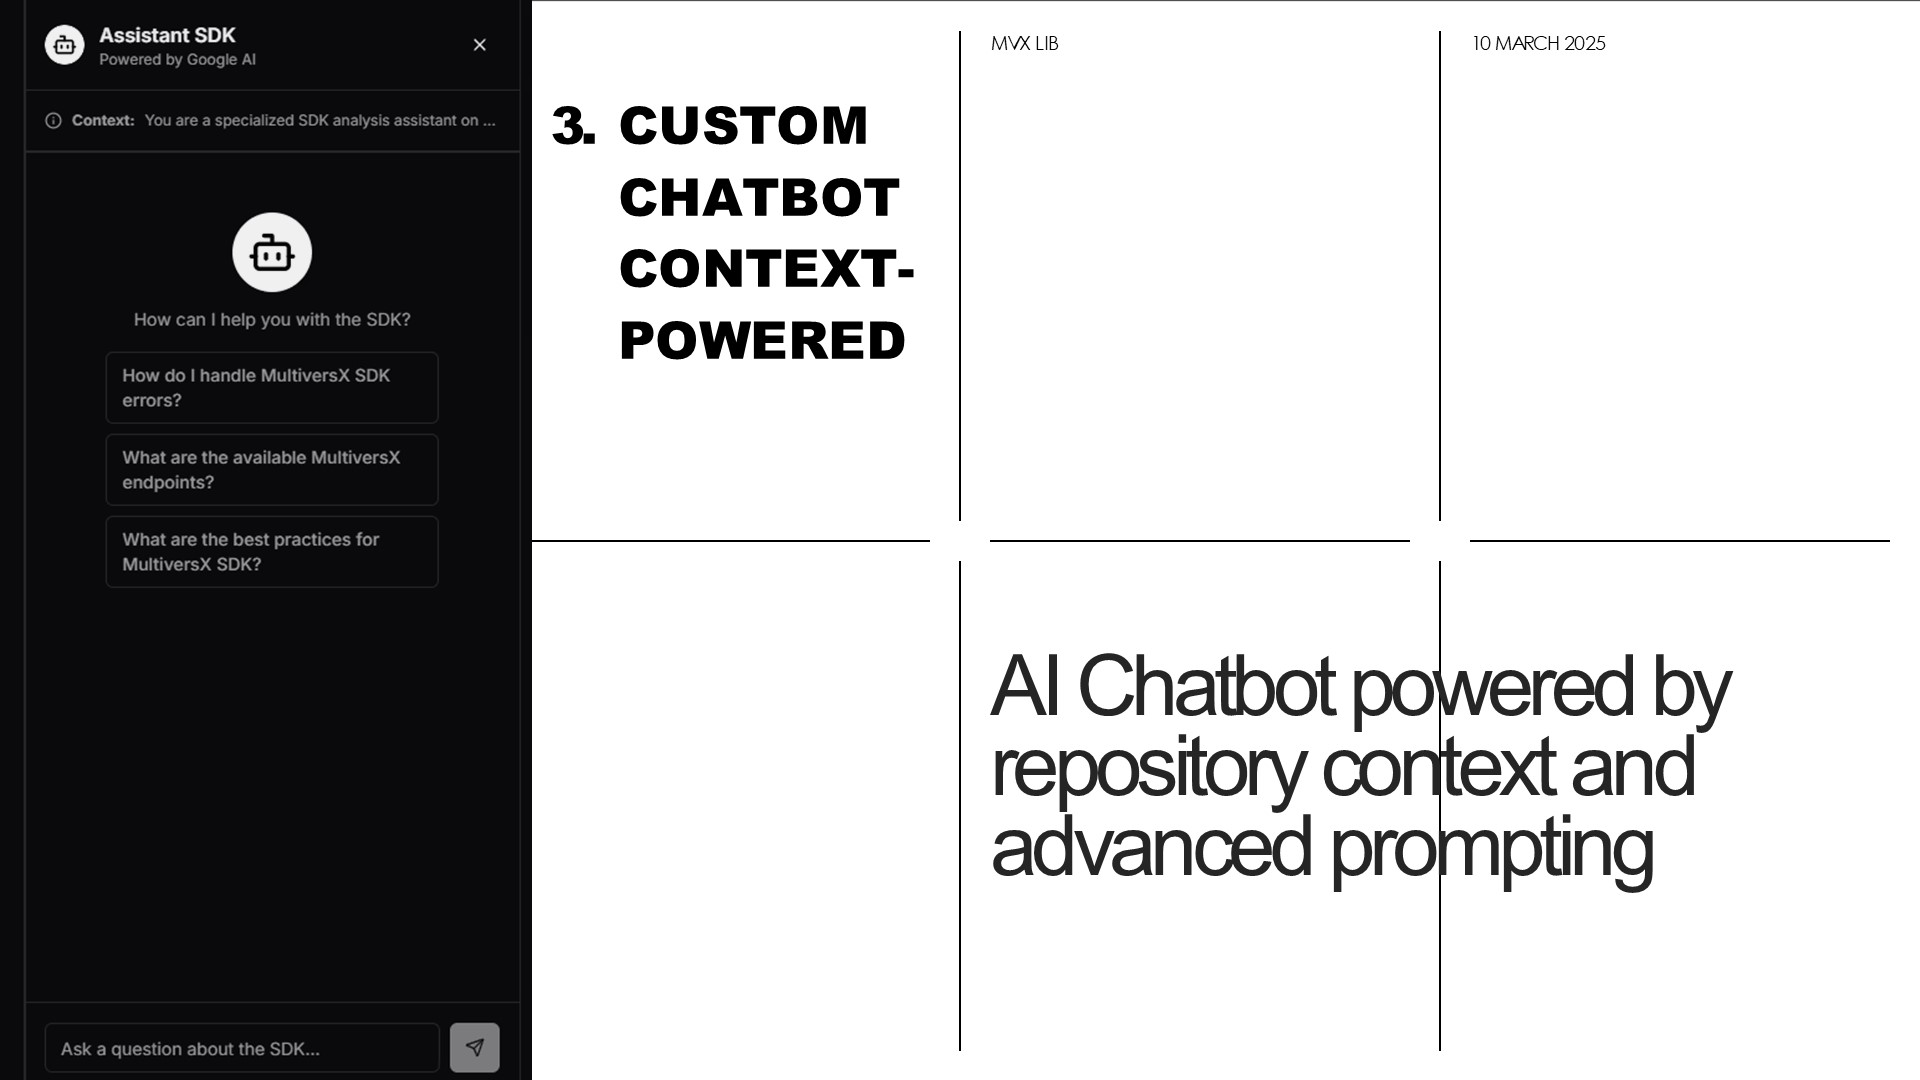 Assistant SDK
Powered by Google AI
Context: You are a specialized SDK analysis assistant on ...
How can I help you with the SDK?
How do I handle MultiversX SDK
errors?
What are the available MultiversX
endpoints?
What are the best practices for
MultiversX SDK?
Ask a question about the SDK...
3. CUSTOM
CHATBOT
CONTEXT-
POWERED
MVX LIB
10 MARCH 2025
AI Chatbot powered by
repository context and
advanced prompting